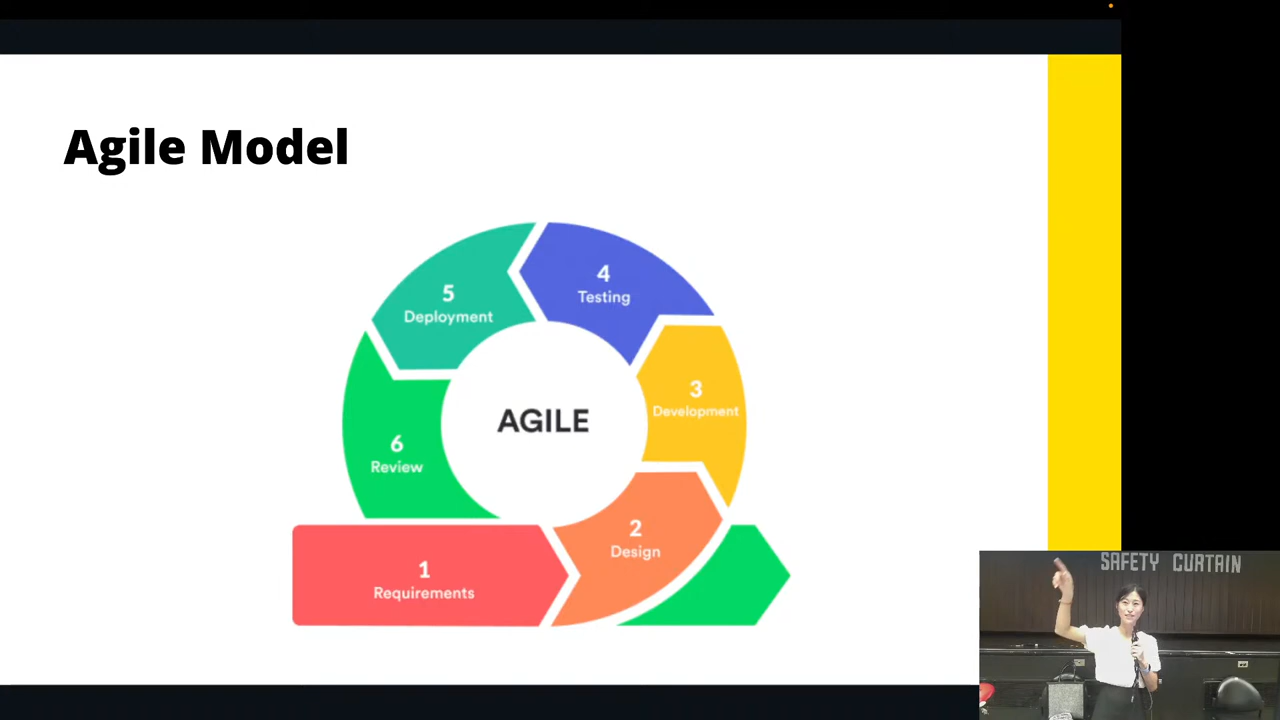 Agile Model
4
Testing
5
Deployment
3
Development
AGILE
6
Review
2
Design
1
Requirements
SAFETY CURTAIN